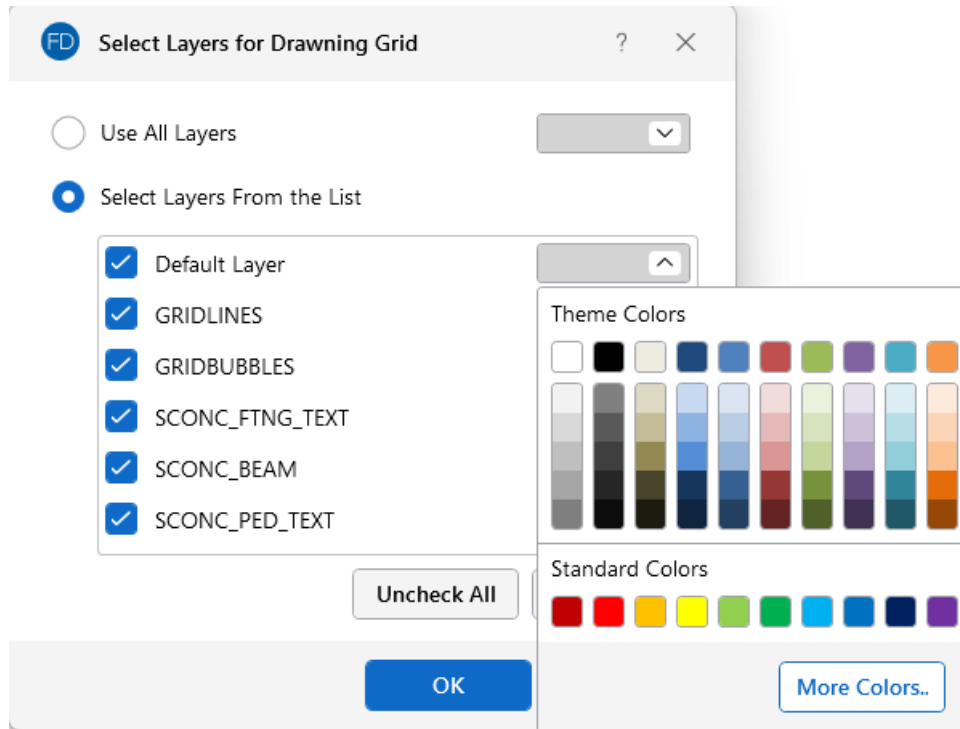 FD Select Layers for Drawning Grid ?
Use All Layers
Select Layers From the List
Default Layer
GRIDLINES
GRIDBUBBLES
SCONC_FTNG_TEXT
SCONC_BEAM
SCONC_PED_TEXT
Theme Colors
Standard Colors
Uncheck All
OK
More Colors..